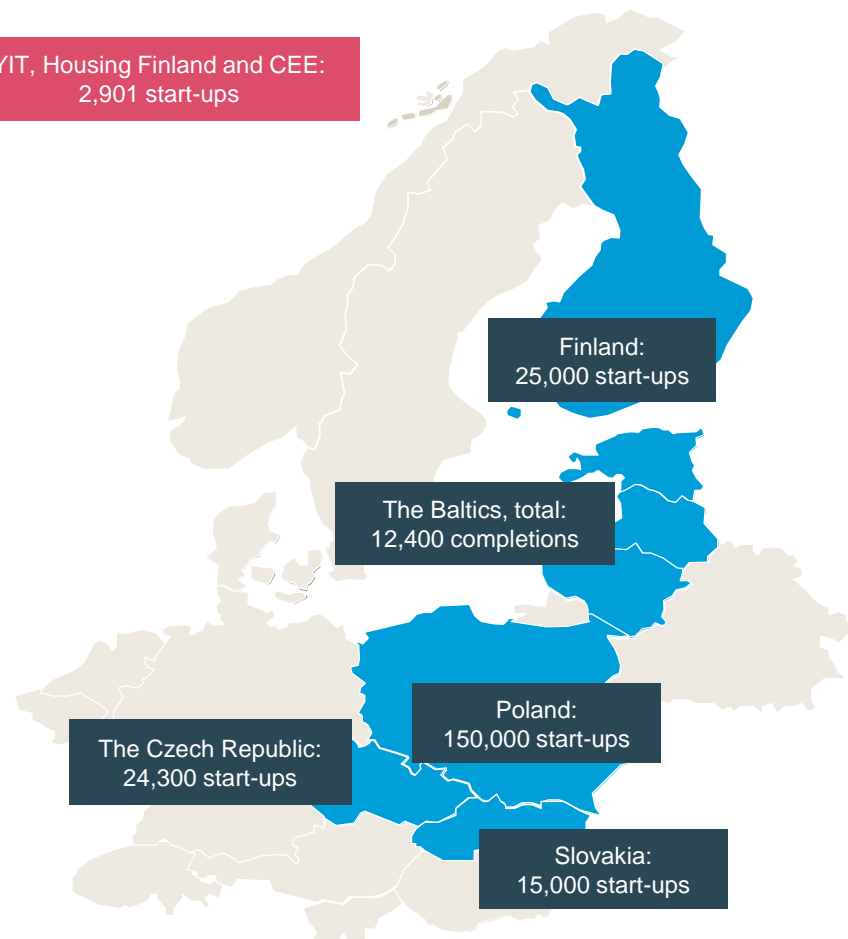 YIT, Housing Finland and CEE:
2,901 start-ups
Finland:
25,000 start-ups
The Baltics, total:
12,400 completions
Poland:
150,000 start-ups
The Czech Republic:
24,300 start-ups
Slovakia:
15,000 start-ups